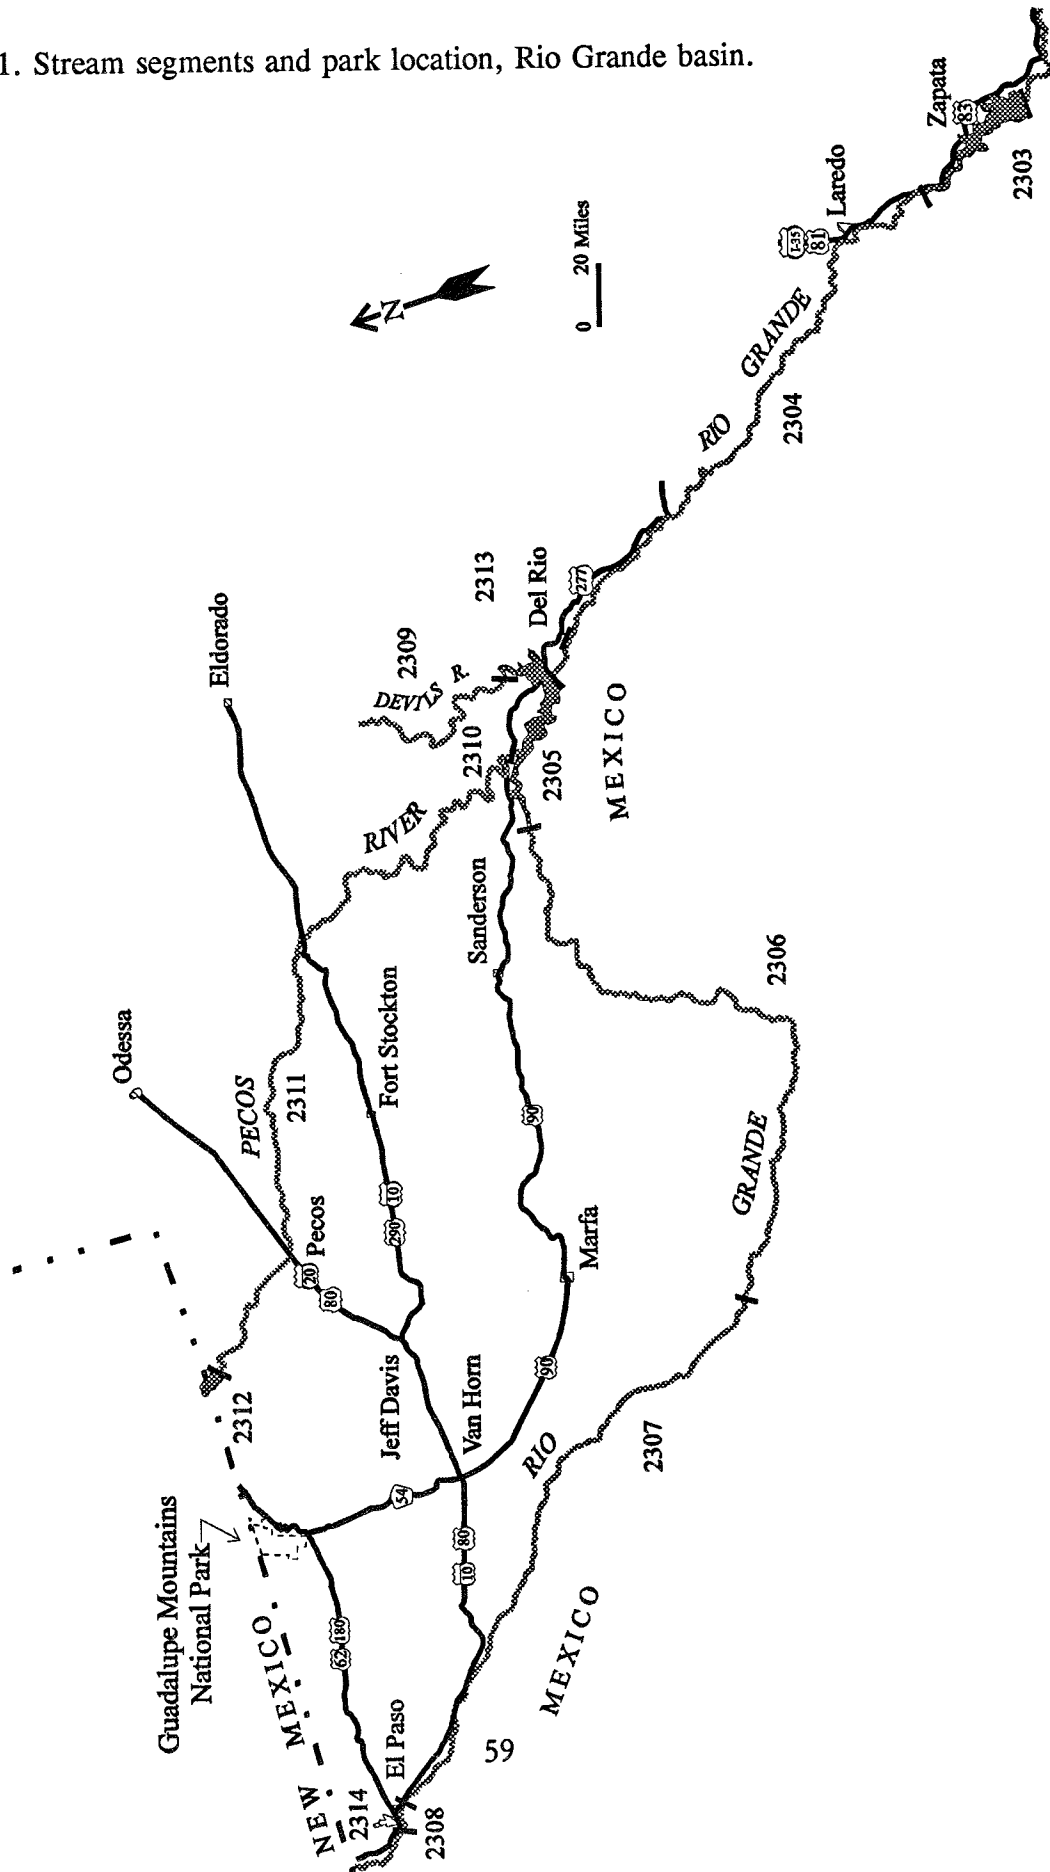 1. Stream segments and park location, Rio Grande basin.
Zapata
83
2303
Laredo
I-35
81
20 Miles
0
N
RIO GRANDE
2304
Eldorado
2313
Del Rio
277
2309
DEVILS R.
2310
2305
MEXICO
PECOS RIVER
2311
Sanderson
2306
Odessa
Fort Stockton
10
290
90
Pecos
20
80
Marfa
RIO GRANDE
Jeff Davis
Van Horn
90
2312
54
2307
Guadalupe Mountains
National Park
80
10
NEW MEXICO
180
62
MEXICO
El Paso
59
2314
2308